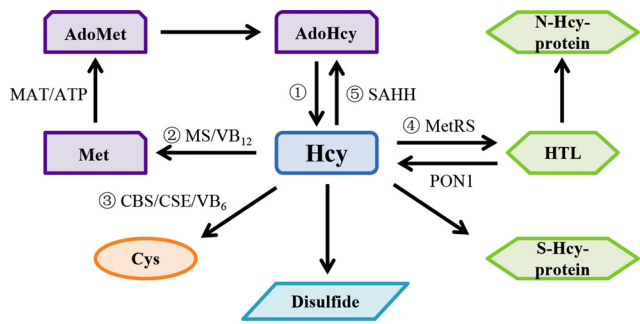 AdoMet
AdoHcy
N-Hcy-
protein
MAT/ATP
①
⑤ SAHH
② MS/VB₁₂
④ MetRS
Met
Hcy
HTL
PON1
③ CBS/CSE/VB₆
Cys
S-Hcy-
protein
Disulfide